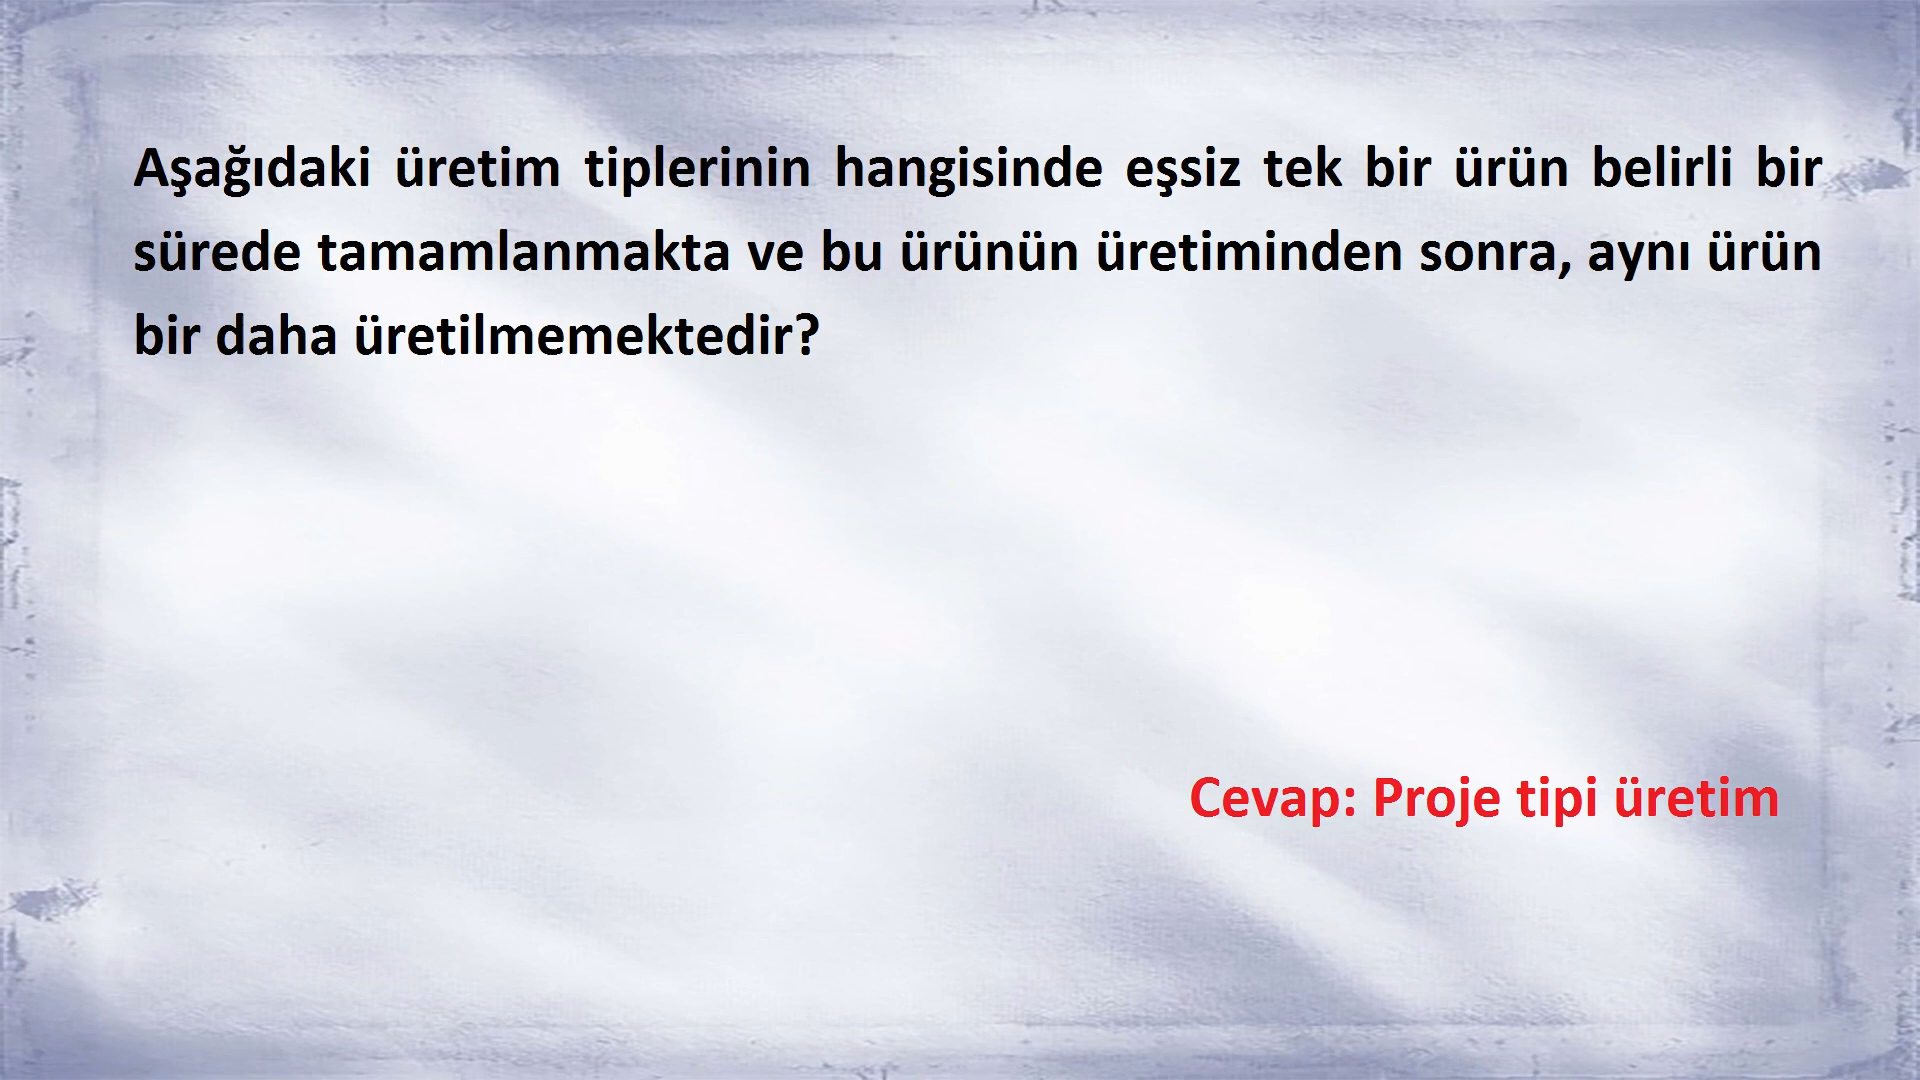 Aşağıdaki üretim tiplerinin hangisinde eşsiz tek bir ürün belirli bir
sürede tamamlanmakta ve bu ürünün üretiminden sonra, aynı ürün
bir daha üretilmemektedir?
Cevap: Proje tipi üretim